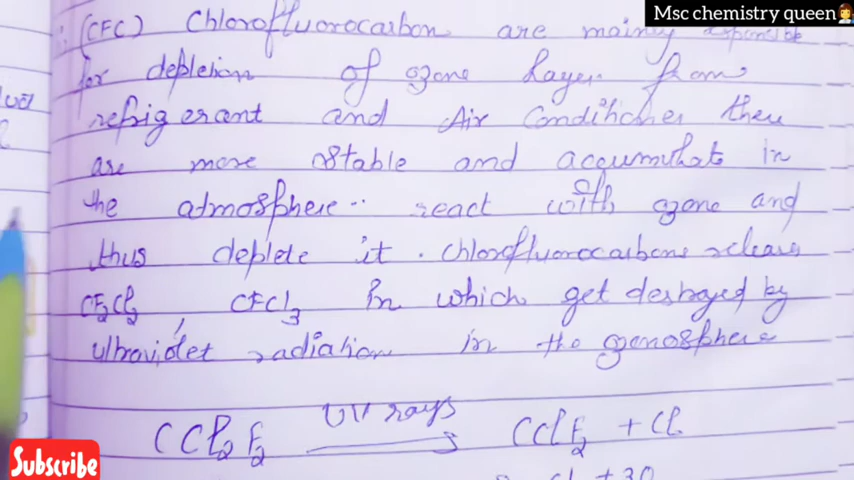 Msc chemistry queen
(CFC) Chlorofluorocarbon are mainly
for depletion of ozone layer from
refrigerant and Air Conditioner there
are more stable and accumulate in
the atmosphere.. react with ozone and
thus deplete it. Chlorofluorocarbons release
CF2Cl2, CFCl3 In which get destroyed by
ultraviolet radiation in the ozonosphere
CCl2F2 UV rays → CClF2 + Cl
Subscribe